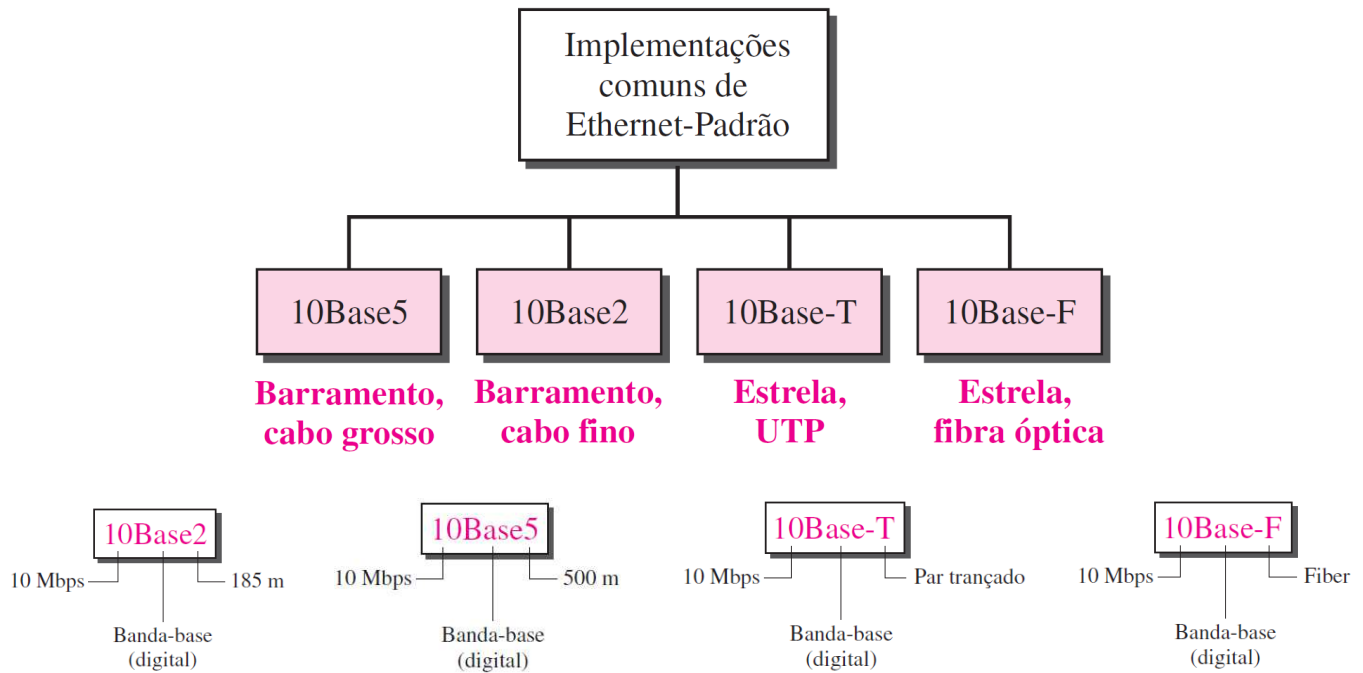 Implementações
comuns de
Ethernet-Padrão
10Base5
10Base2
10Base-T
10Base-F
Barramento,
cabo grosso
Barramento,
cabo fino
Estrela,
UTP
Estrela,
fibra óptica
10Base2
10 Mbps
185 m
Banda-base
(digital)
10Base5
10 Mbps
500 m
Banda-base
(digital)
10Base-T
10 Mbps
Par trançado
Banda-base
(digital)
10Base-F
10 Mbps
Fiber
Banda-base
(digital)